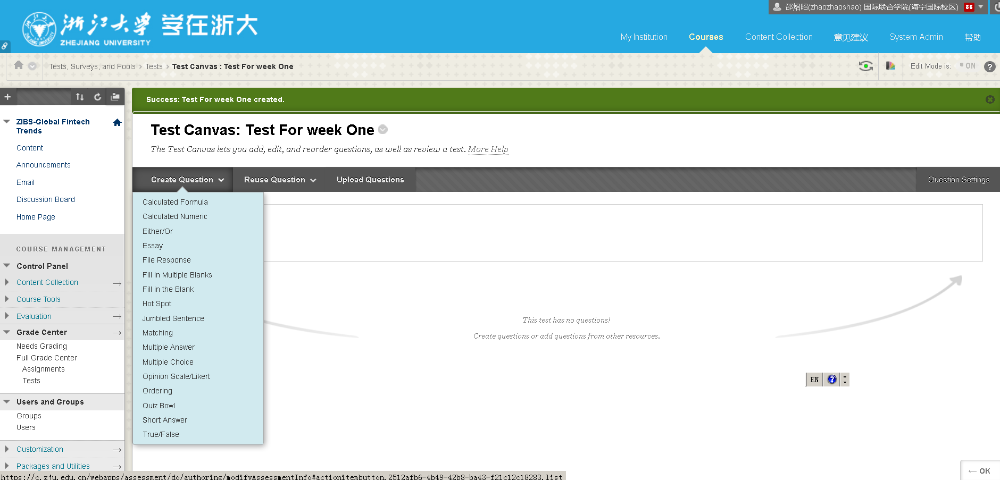 邵炤昭(zhaozhaoshao) 国际联合学院(海宁国际校区) 86
浙江大学 学在浙大
ZHEJIANG UNIVERSITY
My Institution Courses Content Collection 意见建议 System Admin 帮助
Tests, Surveys, and Pools > Tests > Test Canvas : Test For week One
Edit Mode is: ON ?
Success: Test For week One created.
ZIBS-Global Fintech
Trends
Content
Announcements
Email
Discussion Board
Home Page
COURSE MANAGEMENT
Control Panel
Content Collection
Course Tools
Evaluation
Grade Center
Needs Grading
Full Grade Center
Assignments
Tests
Users and Groups
Groups
Users
Customization
Packages and Utilities
Test Canvas: Test For week One
The Test Canvas lets you add, edit, and reorder questions, as well as review a test. More Help
Create Question Reuse Question Upload Questions Question Settings
Calculated Formula
Calculated Numeric
Either/Or
Essay
File Response
Fill in Multiple Blanks
Fill in the Blank
Hot Spot
Jumbled Sentence
Matching
Multiple Answer
Multiple Choice
Opinion Scale/Likert
Ordering
Quiz Bowl
Short Answer
True/False
This test has no questions!
Create questions or add questions from other resources.
EN ?
← OK
https://c.zju.edu.cn/webapps/assessment/do/authoring/modifyAssessmentInfo#actionitembutton.2512afb6-4b49-42b8-ba43-f21c12c18283.list